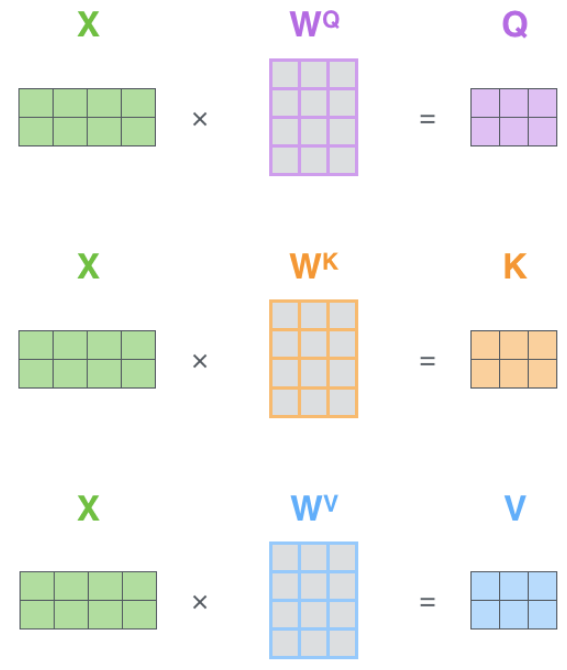 X W^Q Q
× =
X W^K K
× =
X W^V V
× =